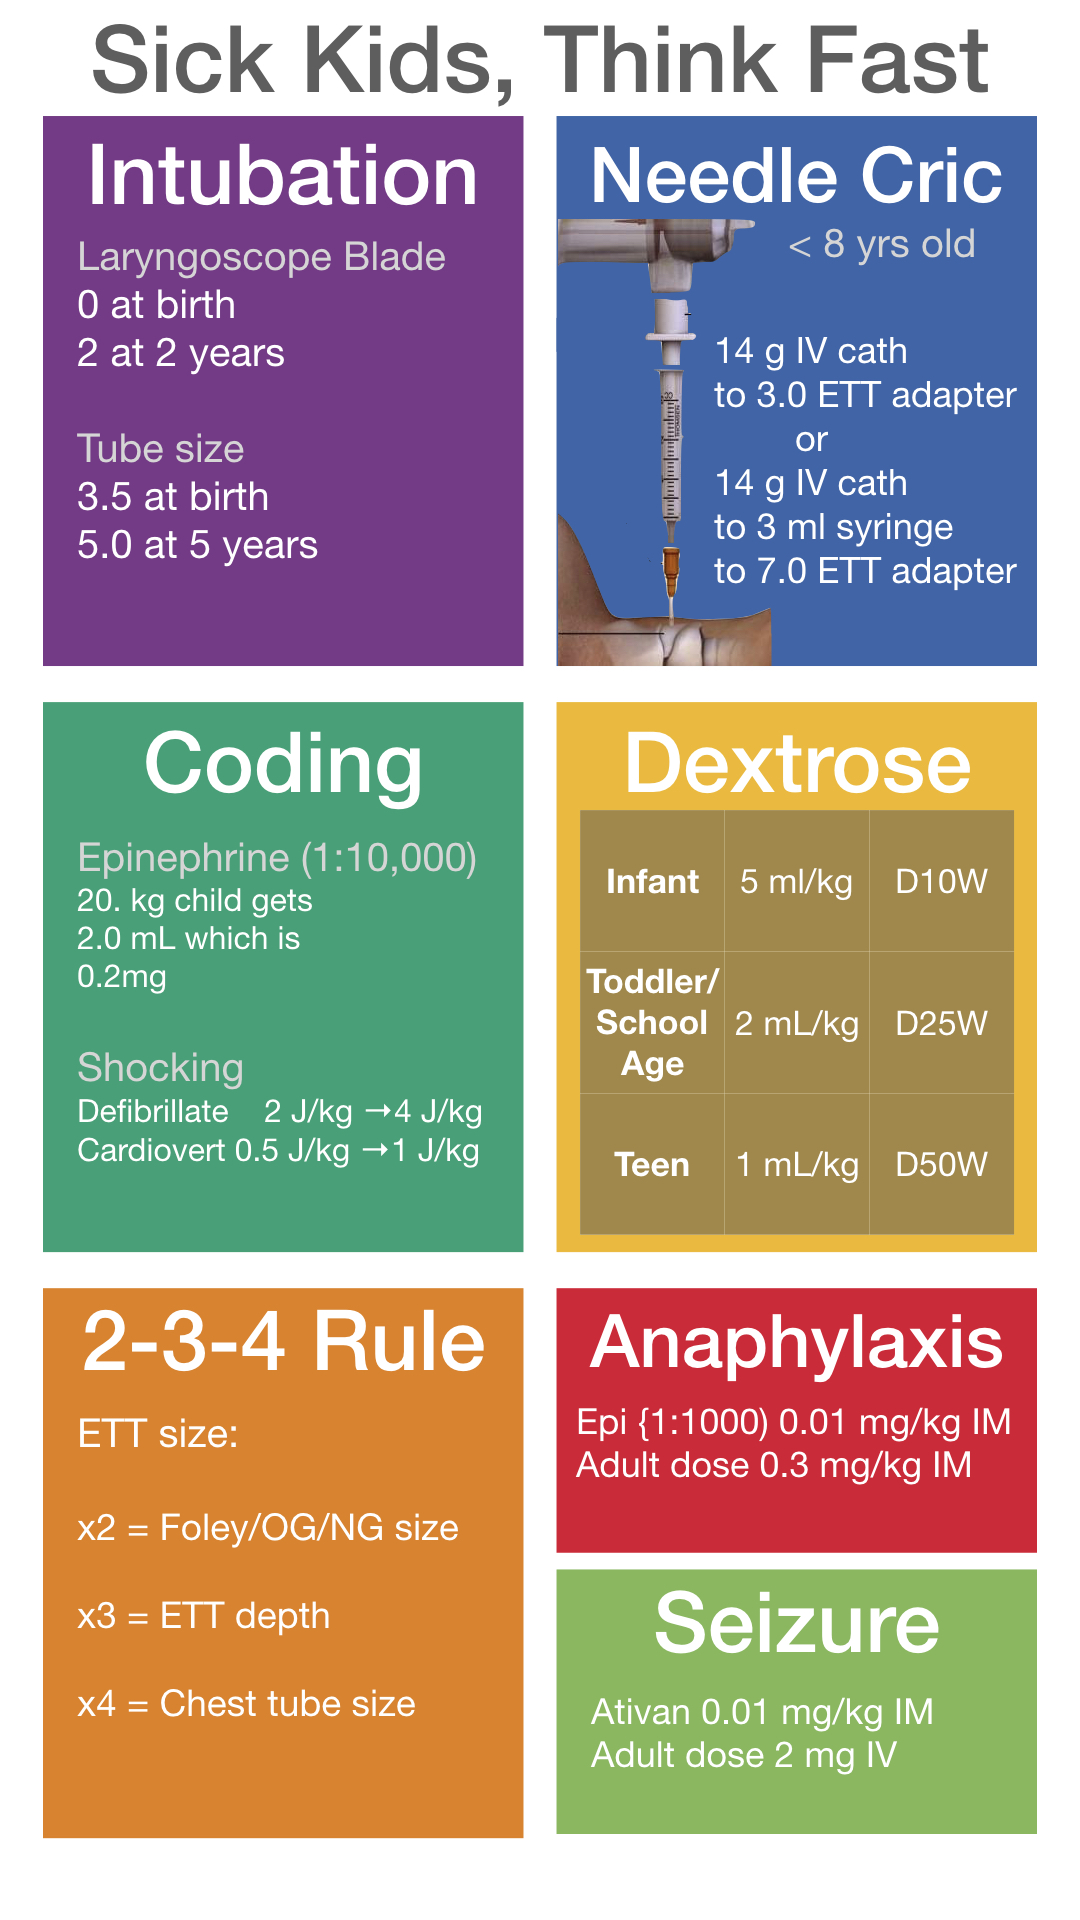 Sick Kids, Think Fast
Intubation
Laryngoscope Blade
0 at birth
2 at 2 years
Tube size
3.5 at birth
5.0 at 5 years
Needle Cric
< 8 yrs old
14 g IV cath
to 3.0 ETT adapter
or
14 g IV cath
to 3 ml syringe
to 7.0 ETT adapter
Coding
Epinephrine (1:10,000)
20. kg child gets
2.0 mL which is
0.2mg
Shocking
Defibrillate 2 J/kg →4 J/kg
Cardiovert 0.5 J/kg →1 J/kg
Dextrose
Infant 5 ml/kg D10W
Toddler/
School
Age 2 mL/kg D25W
Teen 1 mL/kg D50W
2-3-4 Rule
ETT size:
x2 = Foley/OG/NG size
x3 = ETT depth
x4 = Chest tube size
Anaphylaxis
Epi {1:1000) 0.01 mg/kg IM
Adult dose 0.3 mg/kg IM
Seizure
Ativan 0.01 mg/kg IM
Adult dose 2 mg IV